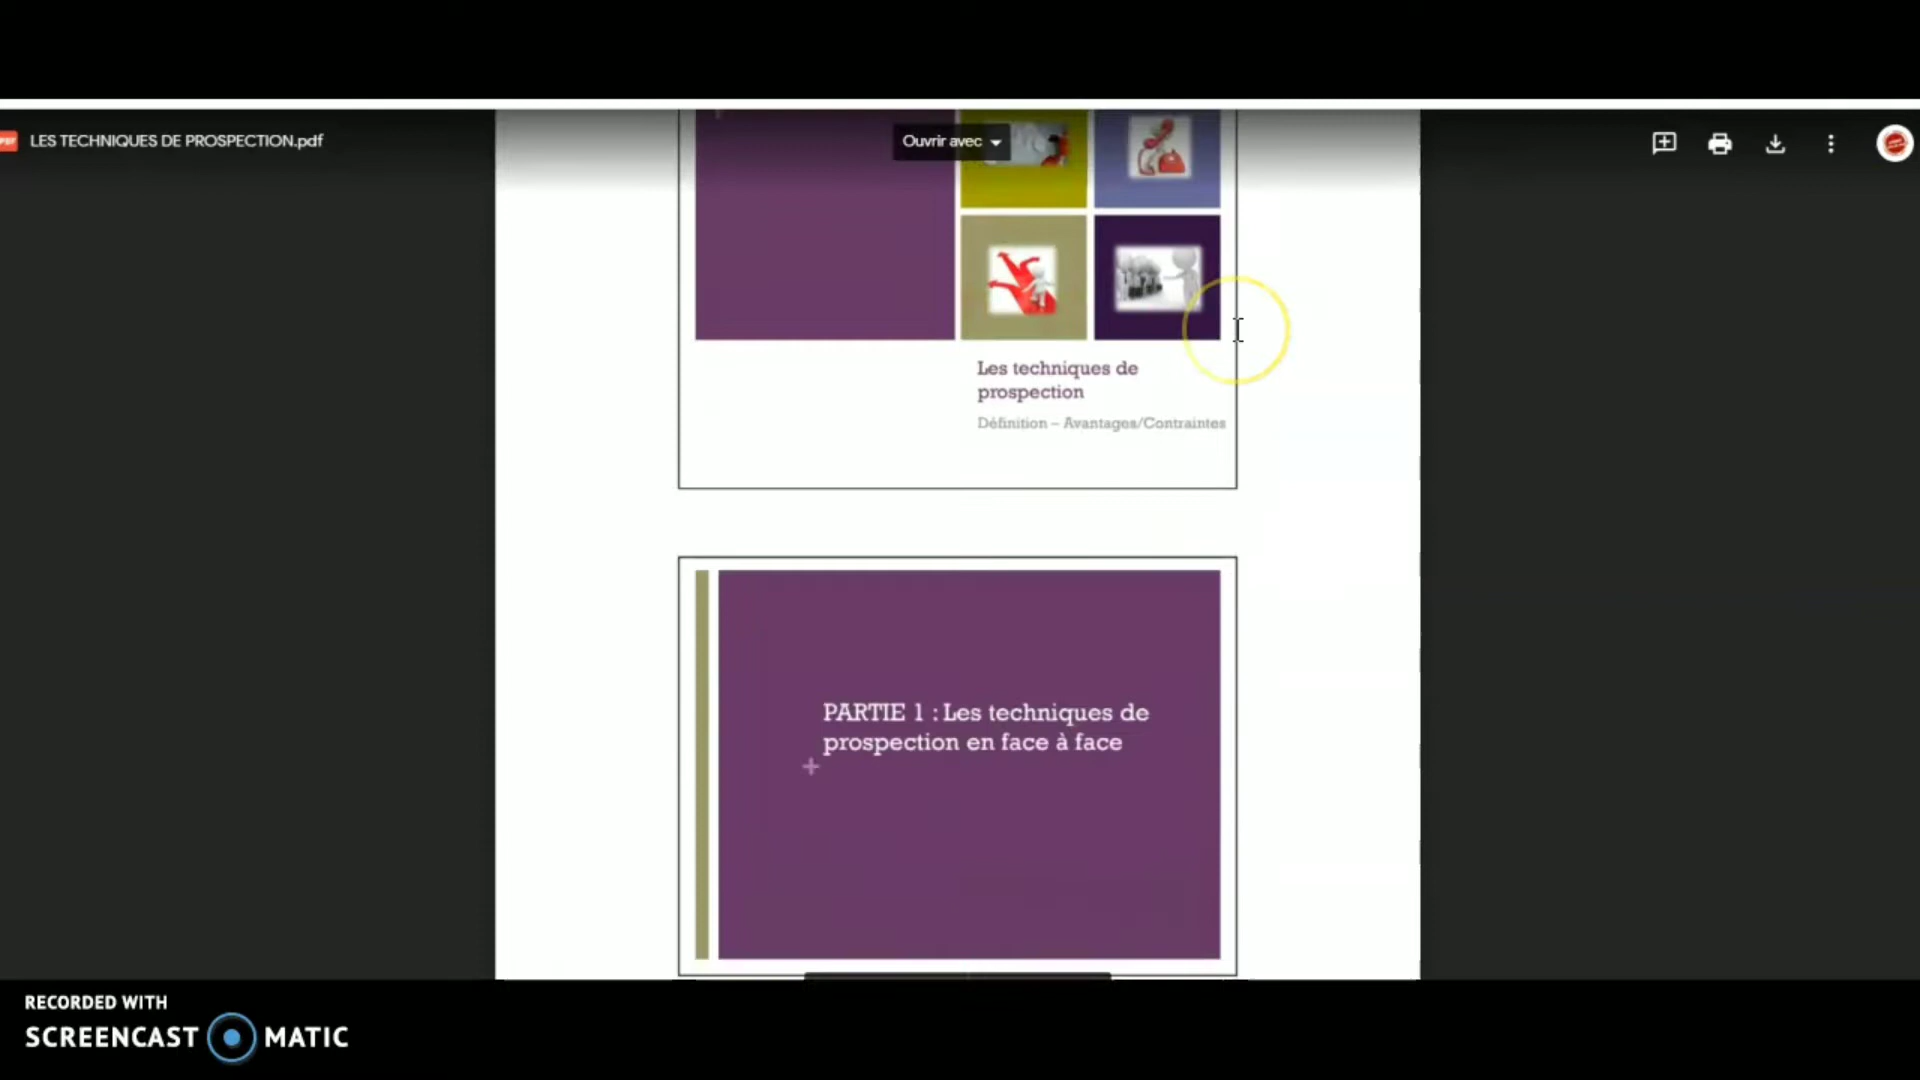 LES TECHNIQUES DE PROSPECTION.pdf
Ouvrir avec
Les techniques de
prospection
Définition – Avantages/Contraintes
PARTIE 1 : Les techniques de
prospection en face à face
RECORDED WITH
SCREENCAST MATIC